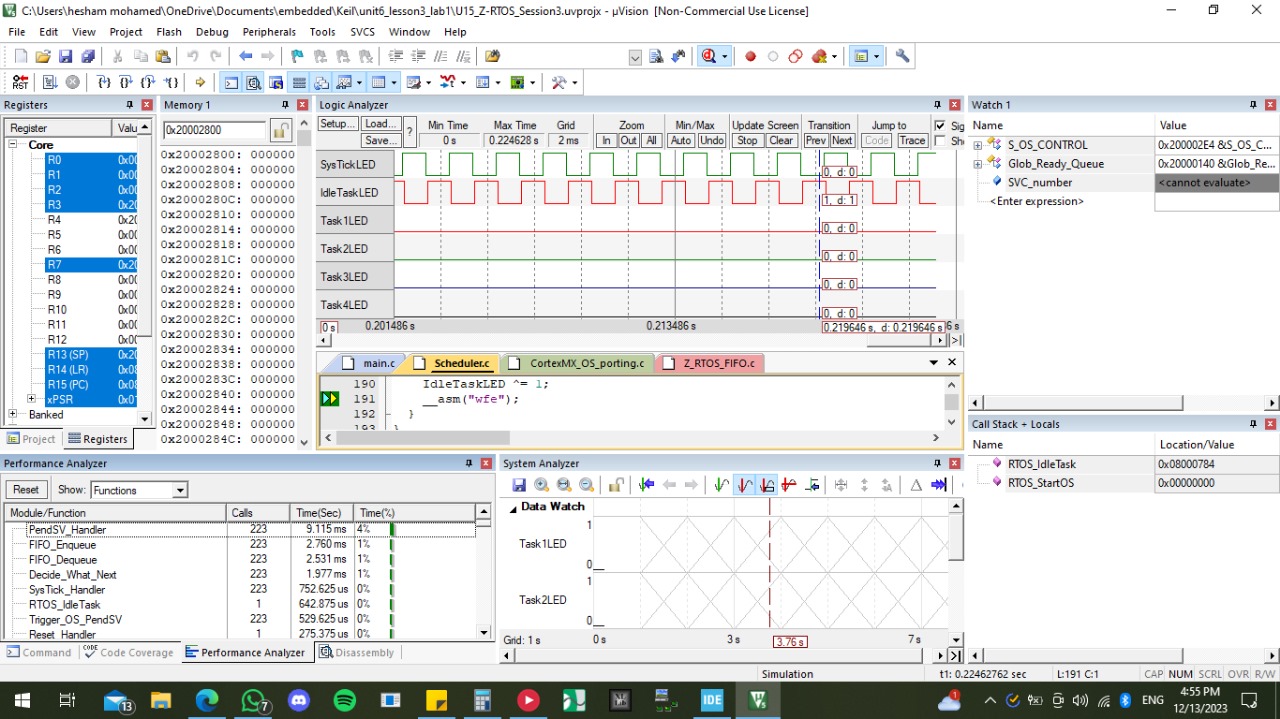 C:\Users\hesham mohamed\OneDrive\Documents\embedded\Keil\unit6_lesson3_lab1\U15_Z-RTOS_Session3.uvprojx - µVision [Non-Commercial Use License]
File Edit View Project Flash Debug Peripherals Tools SVCS Window Help
RST
Registers
Register Valu
Core
R0 0x00
R1 0x00
R2 0x00
R3 0x20
R4 0x20
R5 0x00
R6 0x00
R7 0x20
R8 0x00
R9 0x00
R10 0x00
R11 0x00
R12 0x00
R13 (SP) 0x20
R14 (LR) 0x08
R15 (PC) 0x08
xPSR 0x01
Banked
Project Registers
Memory 1
0x20002800
0x20002800: 000000
0x20002804: 000000
0x20002808: 000000
0x2000280C: 000000
0x20002810: 000000
0x20002814: 000000
0x20002818: 000000
0x2000281C: 000000
0x20002820: 000000
0x20002824: 000000
0x20002828: 000000
0x2000282C: 000000
0x20002830: 000000
0x20002834: 000000
0x20002838: 000000
0x2000283C: 000000
0x20002840: 000000
0x20002844: 000000
0x20002848: 000000
0x2000284C: 000000
Logic Analyzer
Setup... Load... Min Time Max Time Grid Zoom Min/Max Update Screen Transition Jump to Sig
Save... ? 0 s 0.224628 s 2 ms In Out All Auto Undo Stop Clear Prev Next Code Trace Sh
SysTickLED
0, d: 0
IdleTaskLED
1, d: 1
Task1LED
0, d: 0
Task2LED
0, d: 0
Task3LED
0, d: 0
Task4LED
0, d: 0
0 s 0.201486 s 0.213486 s 0.219646 s, d: 0.219646 s 6 s
main.c Scheduler.c CortexMX_OS_porting.c Z_RTOS_FIFO.c
190 IdleTaskLED ^= 1;
191 __asm("wfe");
192 }
193 }
Watch 1
Name Value
S_OS_CONTROL 0x200002E4 &S_OS_C...
Glob_Ready_Queue 0x20000140 &Glob_Re...
SVC_number <cannot evaluate>
<Enter expression>
Call Stack + Locals
Name Location/Value
RTOS_IdleTask 0x08000784
RTOS_StartOS 0x00000000
Performance Analyzer
Reset Show: Functions
Module/Function Calls Time(Sec) Time(%)
PendSV_Handler 223 9.115 ms 4%
FIFO_Enqueue 223 2.760 ms 1%
FIFO_Dequeue 223 2.531 ms 1%
Decide_What_Next 223 1.977 ms 1%
SysTick_Handler 223 752.625 us 0%
RTOS_IdleTask 1 642.875 us 0%
Trigger_OS_PendSV 223 529.625 us 0%
Reset_Handler 1 275.375 us 0%
Command Code Coverage Performance Analyzer Disassembly
System Analyzer
Data Watch
1
Task1LED
0
1
Task2LED
0
Grid: 1 s 0s 3s 3.76 s 7s
Simulation t1: 0.22462762 sec L:191 C:1 CAP NUM SCRL OVR R/W
13 7 IDE 1 ENG 4:55 PM
12/13/2023